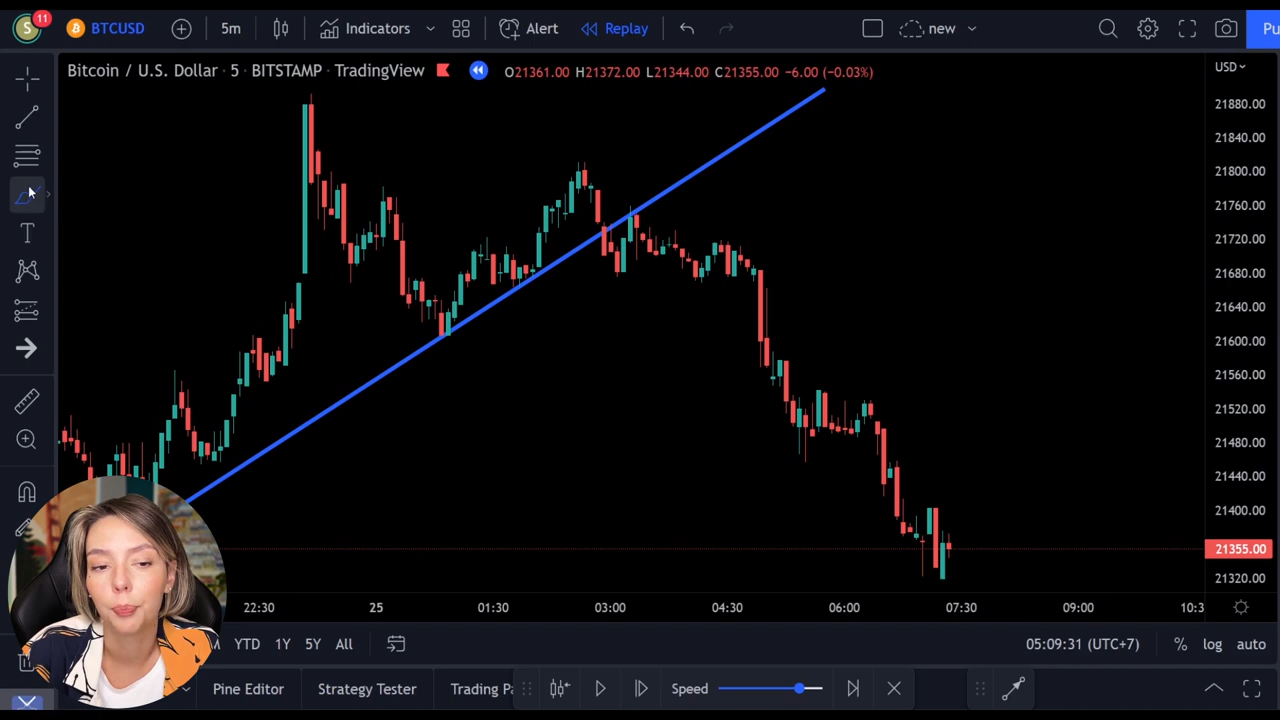 S 11 BTCUSD 5m Indicators Alert Replay new Pu
Bitcoin / U.S. Dollar · 5 · BITSTAMP · TradingView O21361.00 H21372.00 L21344.00 C21355.00 −6.00 (−0.03%) USD
21880.00
21840.00
21800.00
21760.00
21720.00
21680.00
21640.00
21600.00
21560.00
21520.00
21480.00
21440.00
21400.00
21355.00
21320.00
T
22:30 25 01:30 03:00 04:30 06:00 07:30 09:00 10:3
YTD 1Y 5Y All 05:09:31 (UTC+7) % log auto
Pine Editor Strategy Tester Trading Pa Speed